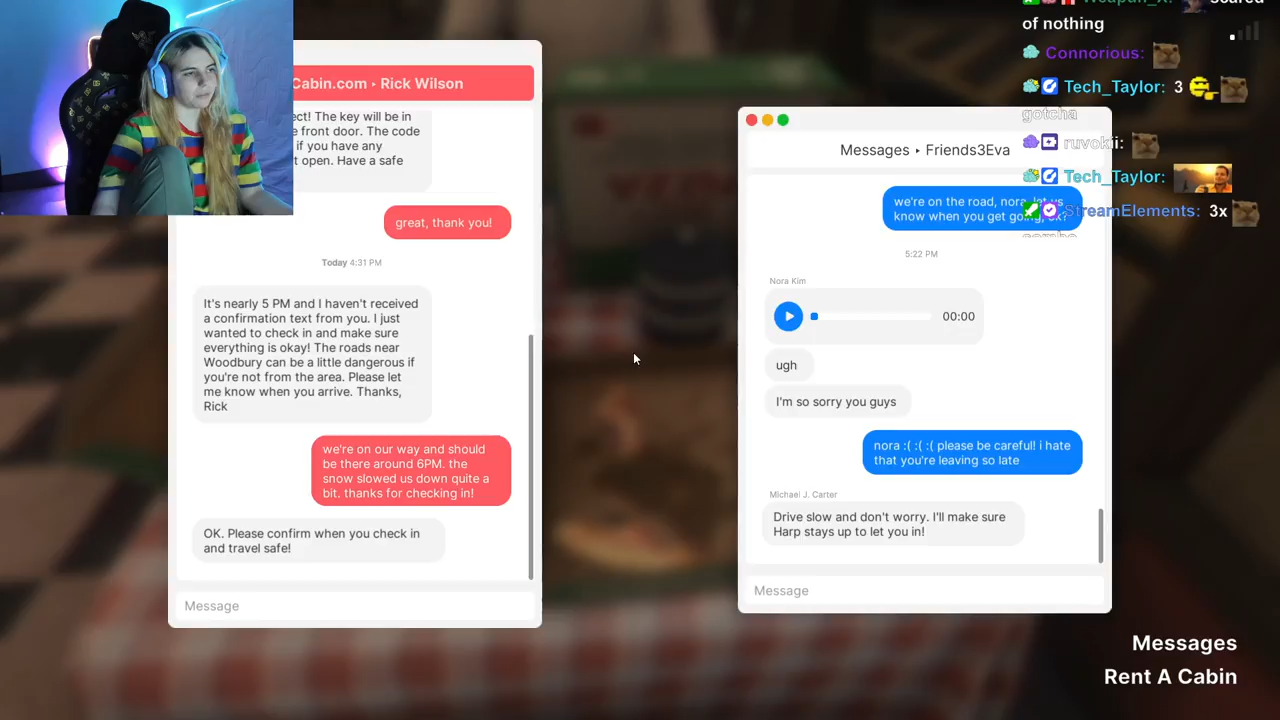 Cabin.com ▸ Rick Wilson
ect! The key will be in
e front door. The code
if you have any
t open. Have a safe
great, thank you!
Today 4:31 PM
It's nearly 5 PM and I haven't received
a confirmation text from you. I just
wanted to check in and make sure
everything is okay! The roads near
Woodbury can be a little dangerous if
you're not from the area. Please let
me know when you arrive. Thanks,
Rick
we're on our way and should
be there around 6PM. the
snow slowed us down quite a
bit. thanks for checking in!
OK. Please confirm when you check in
and travel safe!
Message
Messages ▸ Friends3Eva
we're on the road, nora, let us
know when you get going, ok?
5:22 PM
Nora Kim
00:00
ugh
I'm so sorry you guys
nora :( :( :( please be careful! i hate
that you're leaving so late
Michael J. Carter
Drive slow and don't worry. I'll make sure
Harp stays up to let you in!
Message
Weapun_X: scared
of nothing
Connorious:
Tech_Taylor: 3
gotcha
ruvokii:
Tech_Taylor:
StreamElements: 3x
combo
Messages
Rent A Cabin